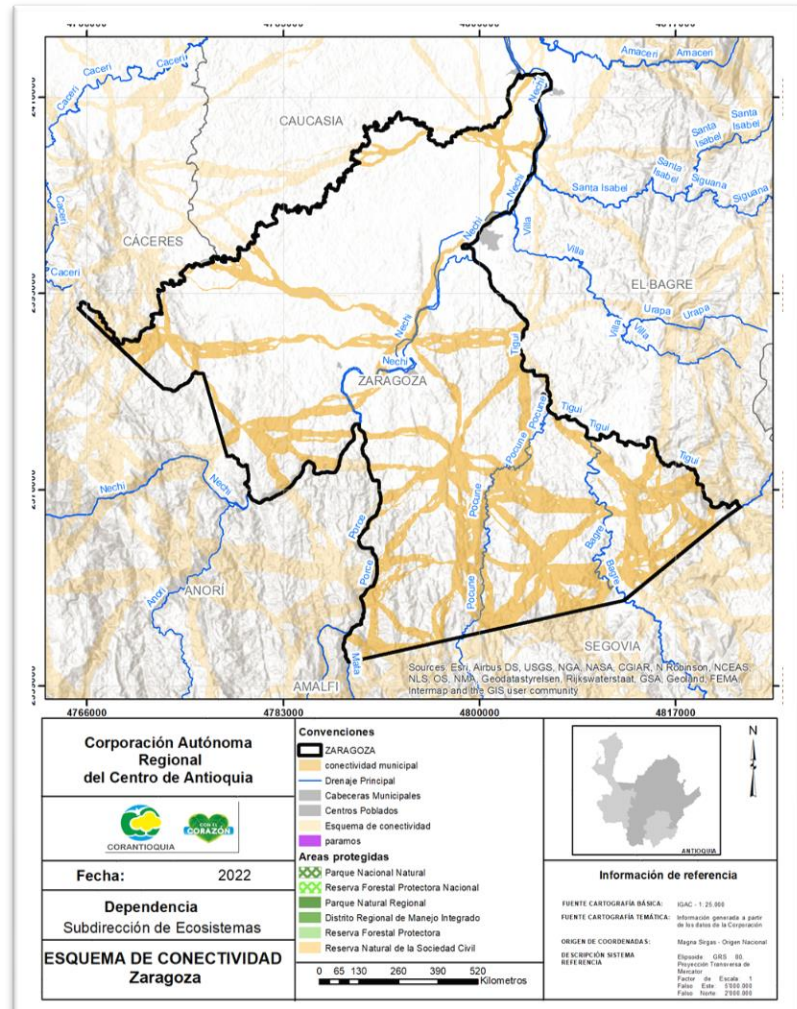 4766000 4783000 4800000 4817000
Amaceri Amaceri
Caceri Caceri
Caceri
Caceri
Nechi
CAUCASIA
Santa Isabel
Santa Isabel
Santa Isabel
Siguana
Siguana
Santa Isabel
Nechi
Nechi
Nechi
Villa
CÁCERES
Caceri
Villa
EL BAGRE
Urapa
Urapa
Villa
Villa
Nechi
Nechi
Tigui
Nechi
ZARAGOZA
Pocune
Tigui
Tigui
Pocune
Tigui
Nechi
Nechi
Pocune
Pocune
Porce
Bagre
Porce
Bagre
Anori
ANORÍ
Pocune
SEGOVIA
Mata
AMALFI
Sources: Esri, Airbus DS, USGS, NGA, NASA, CGIAR, N Robinson, NCEAS,
NLS, OS, NMA, Geodatastyrelsen, Rijkswaterstaat, GSA, Geoland, FEMA,
Intermap and the GIS user community
4766000 4783000 4800000 4817000
Corporación Autónoma
Regional
del Centro de Antioquia
CORANTIOQUIA
CORAZÓN
Fecha: 2022
Dependencia
Subdirección de Ecosistemas
ESQUEMA DE CONECTIVIDAD
Zaragoza
Convenciones
ZARAGOZA
conectividad municipal
Drenaje Principal
Cabeceras Municipales
Centros Poblados
Esquema de conectividad
paramos
Areas protegidas
Parque Nacional Natural
Reserva Forestal Protectora Nacional
Parque Natural Regional
Distrito Regional de Manejo Integrado
Reserva Forestal Protectora
Reserva Natural de la Sociedad Civil
0 65 130 260 390 520
Kilometros
N
ANTIOQUIA
Información de referencia
FUENTE CARTOGRAFÍA BÁSICA: IGAC - 1: 25.000
FUENTE CARTOGRAFÍA TEMÁTICA: Información generada a partir
de los datos de la Corporación
ORIGEN DE COORDENADAS: Magna Sirgas - Origen Nacional
DESCRIPCIÓN SISTEMA
REFERENCIA
Elipsoide GRS 80,
Proyección Transversa de
Mercator
Factor de Escala 1
Falso Este 5'000.000
Falso Norte 2'000.000